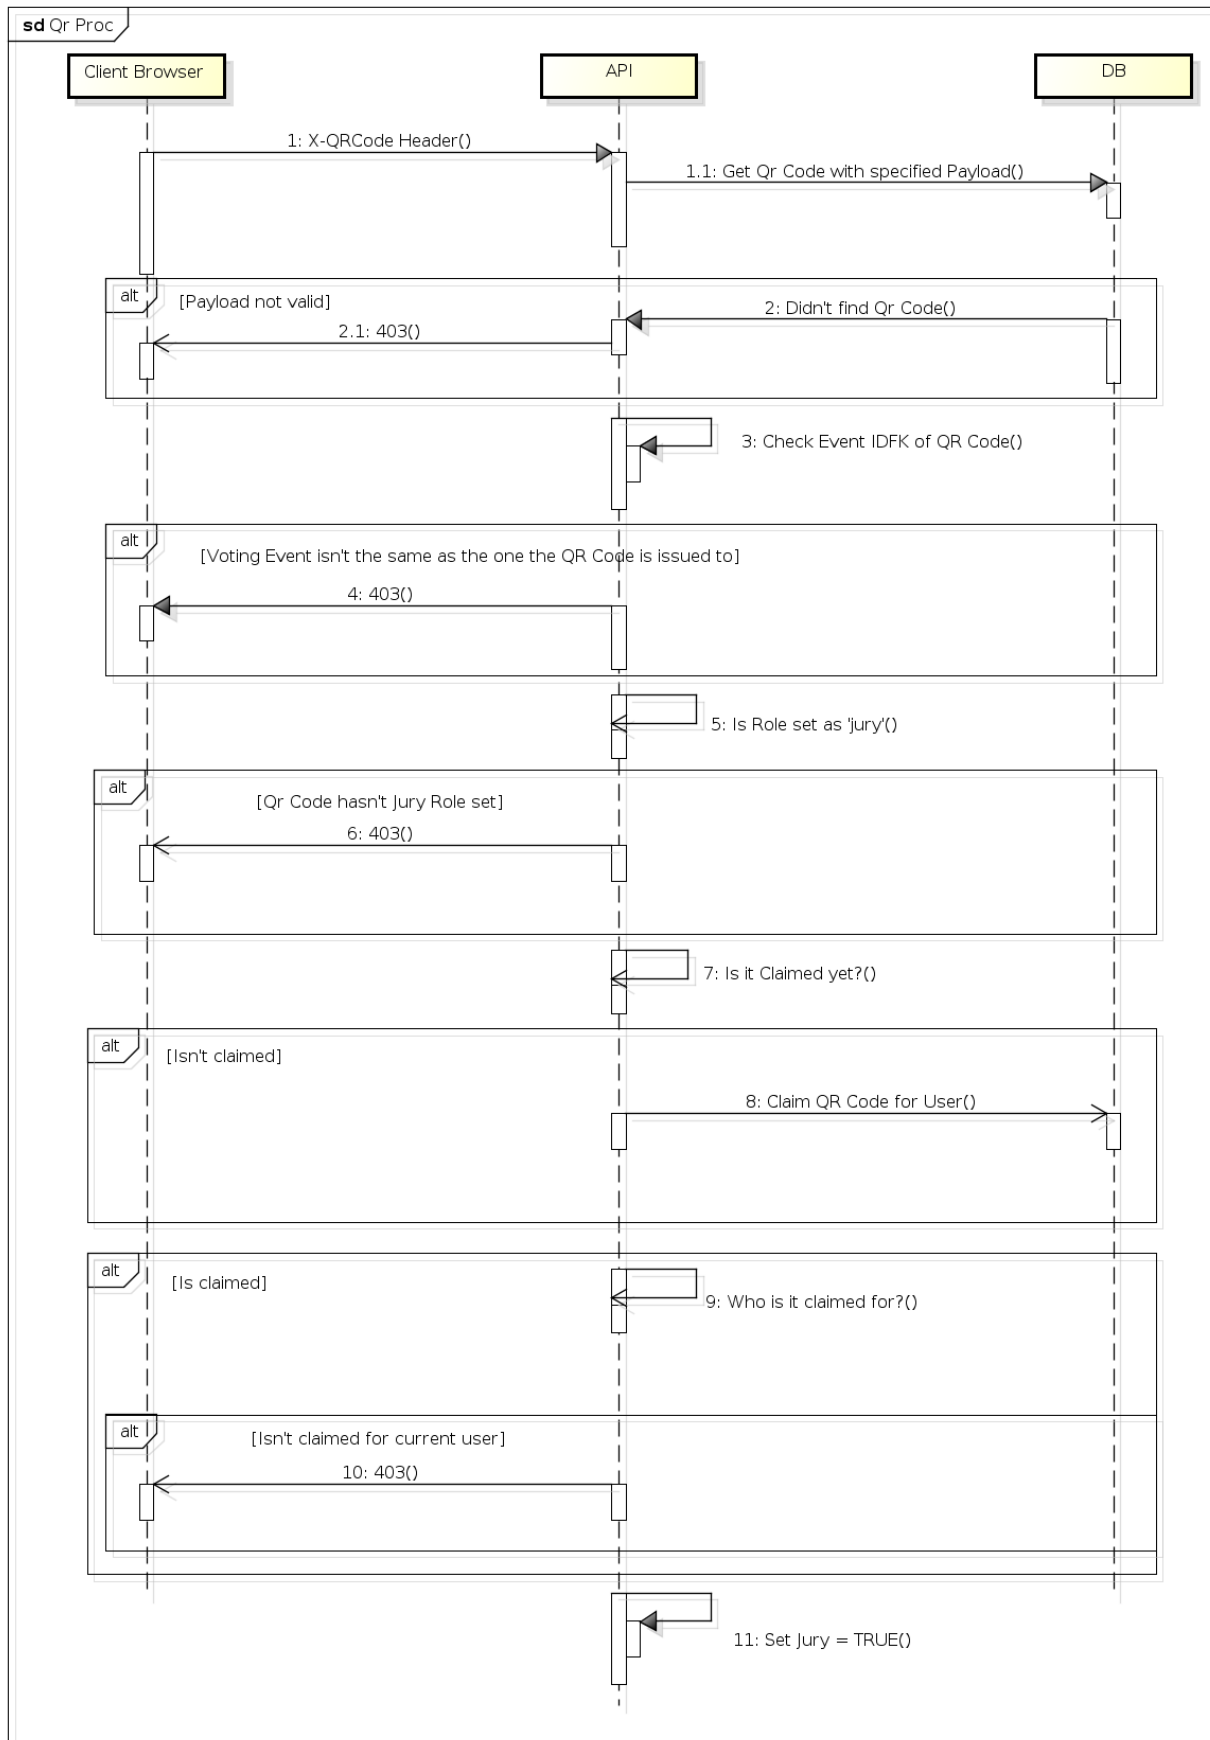 sd Qr Proc
Client Browser
API
DB
1: X-QRCode Header()
1.1: Get Qr Code with specified Payload()
alt
[Payload not valid]
2: Didn't find Qr Code()
2.1: 403()
3: Check Event IDFK of QR Code()
alt
[Voting Event isn't the same as the one the QR Code is issued to]
4: 403()
5: Is Role set as 'jury'()
alt
[Qr Code hasn't Jury Role set]
6: 403()
7: Is it Claimed yet?()
alt
[Isn't claimed]
8: Claim QR Code for User()
alt
[Is claimed]
9: Who is it claimed for?()
alt
[Isn't claimed for current user]
10: 403()
11: Set Jury = TRUE()